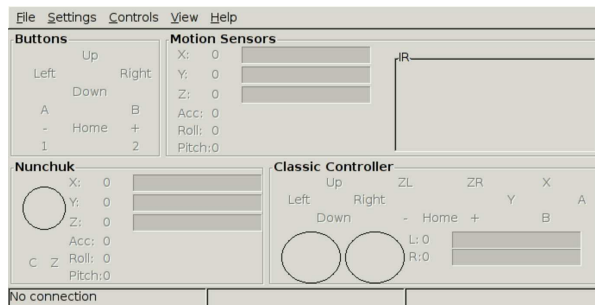 File Settings Controls View Help
Buttons
Up
Left Right
Down
A B
- Home +
1 2
Motion Sensors
X: 0
Y: 0
Z: 0
Acc: 0
Roll: 0
Pitch:0
IR
Nunchuk
X: 0
Y: 0
Z: 0
Acc: 0
C Z Roll: 0
Pitch:0
Classic Controller
Up ZL ZR X
Left Right Y A
Down - Home + B
L: 0
R:0
No connection